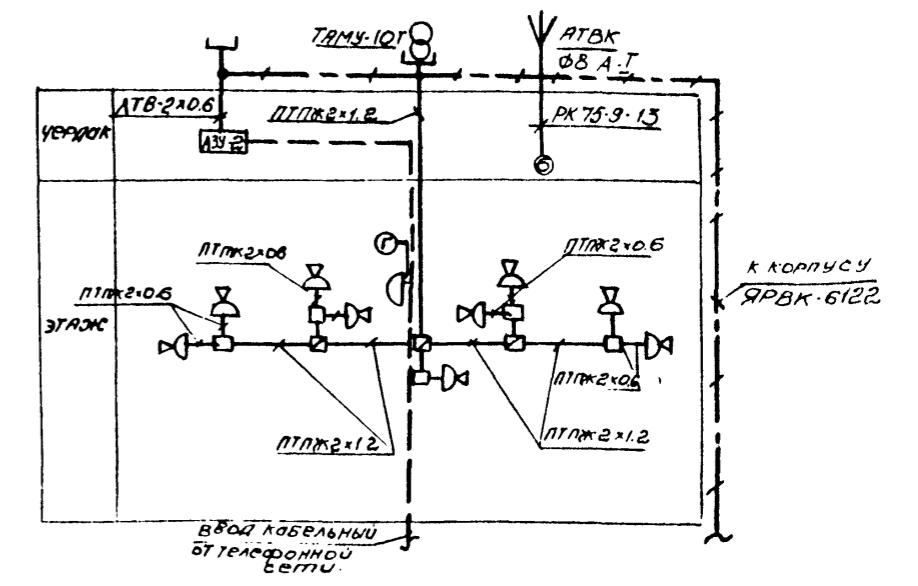 ТАМУ-10Т
АТВК
Ф8 А.Т
ЛТВ-2×0.6
ПТПЖ2×1.2
РК75-9-13
чердак
АЗУ-2
Б
Г
ПТПЖ2×0.6
ПТПЖ2×0.6
К КОРПУСУ
ЯРВК-6122
ПТПЖ2×0.6
ЭТАЖ
ПТПЖ2×0.6
ПТПЖ2×1.2
ПТПЖ2×1.2
ВВОД КАБЕЛЬНЫЙ
от телефонной
сети.